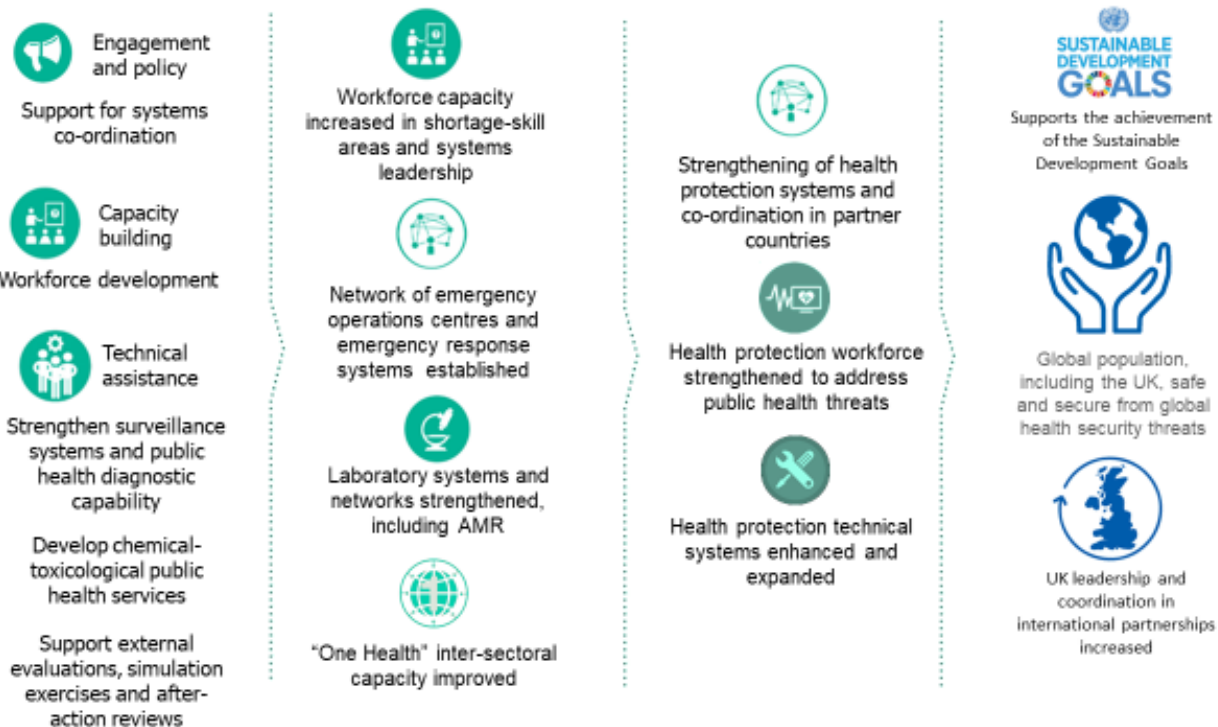 Engagement
and policy
Support for systems
co-ordination
Capacity
building
Workforce development
Technical
assistance
Strengthen surveillance
systems and public
health diagnostic
capability
Develop chemical-
toxicological public
health services
Support external
evaluations, simulation
exercises and after-
action reviews
Workforce capacity
increased in shortage-skill
areas and systems
leadership
Network of emergency
operations centres and
emergency response
systems established
Laboratory systems and
networks strengthened,
including AMR
“One Health” inter-sectoral
capacity improved
Strengthening of health
protection systems and
co-ordination in partner
countries
Health protection workforce
strengthened to address
public health threats
Health protection technical
systems enhanced and
expanded
SUSTAINABLE
DEVELOPMENT
GOALS
Supports the achievement
of the Sustainable
Development Goals
Global population,
including the UK, safe
and secure from global
health security threats
UK leadership and
coordination in
international partnerships
increased